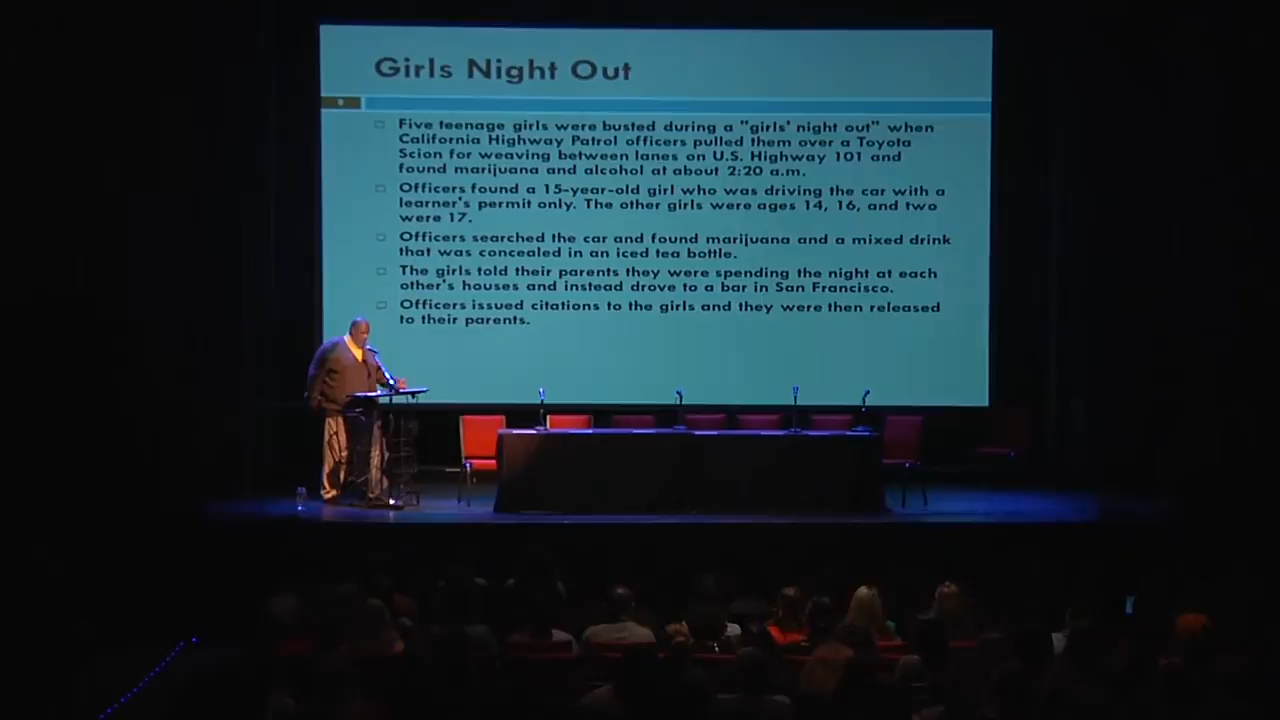 Girls Night Out
Five teenage girls were busted during a "girls' night out" when
California Highway Patrol officers pulled them over a Toyota
Scion for weaving between lanes on U.S. Highway 101 and
found marijuana and alcohol at about 2:20 a.m.
Officers found a 15-year-old girl who was driving the car with a
learner's permit only. The other girls were ages 14, 16, and two
were 17.
Officers searched the car and found marijuana and a mixed drink
that was concealed in an iced tea bottle.
The girls told their parents they were spending the night at each
other's houses and instead drove to a bar in San Francisco.
Officers issued citations to the girls and they were then released
to their parents.